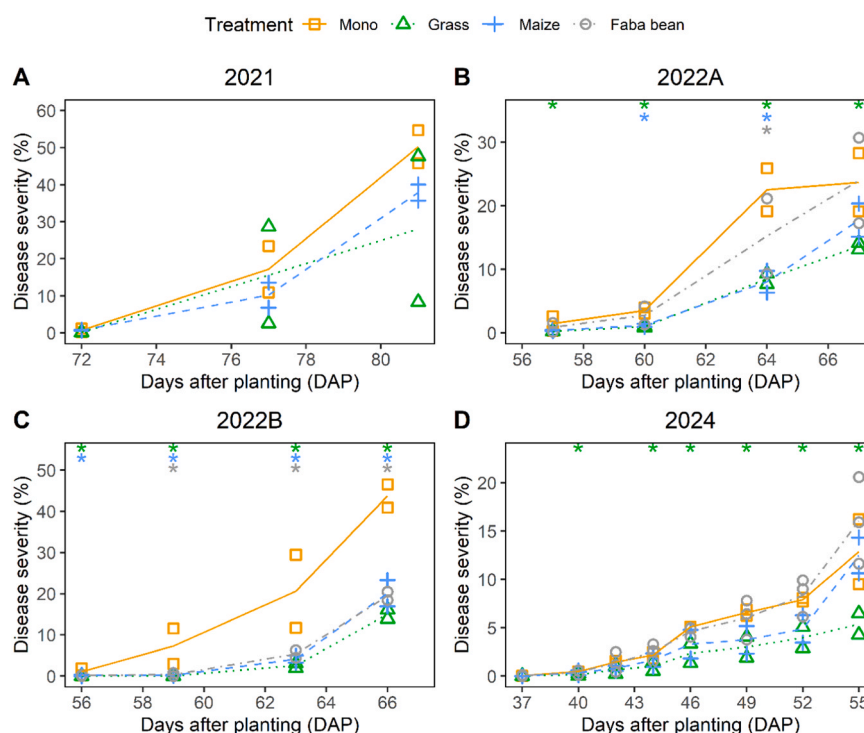 Treatment Mono Grass Maize Faba bean
A 2021
60
50
40
30
20
10
0
Disease severity (%)
72 74 76 78 80
Days after planting (DAP)
B 2022A
* * * *
* *
*
30
20
10
0
Disease severity (%)
56 58 60 62 64 66
Days after planting (DAP)
C 2022B
* * * *
* * * *
* * *
50
40
30
20
10
0
Disease severity (%)
56 58 60 62 64 66
Days after planting (DAP)
D 2024
* * * * * *
20
15
10
5
0
Disease severity (%)
37 40 43 46 49 52 55
Days after planting (DAP)